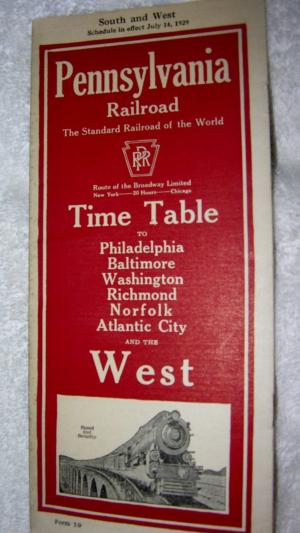 South and West
Schedule in effect July 14, 1929
Pennsylvania
Railroad
The Standard Railroad of the World
PRR
Route of the Broadway Limited
New York——20 Hours——Chicago
Time Table
TO
Philadelphia
Baltimore
Washington
Richmond
Norfolk
Atlantic City
AND THE
West
Speed
and
Security
Form 10